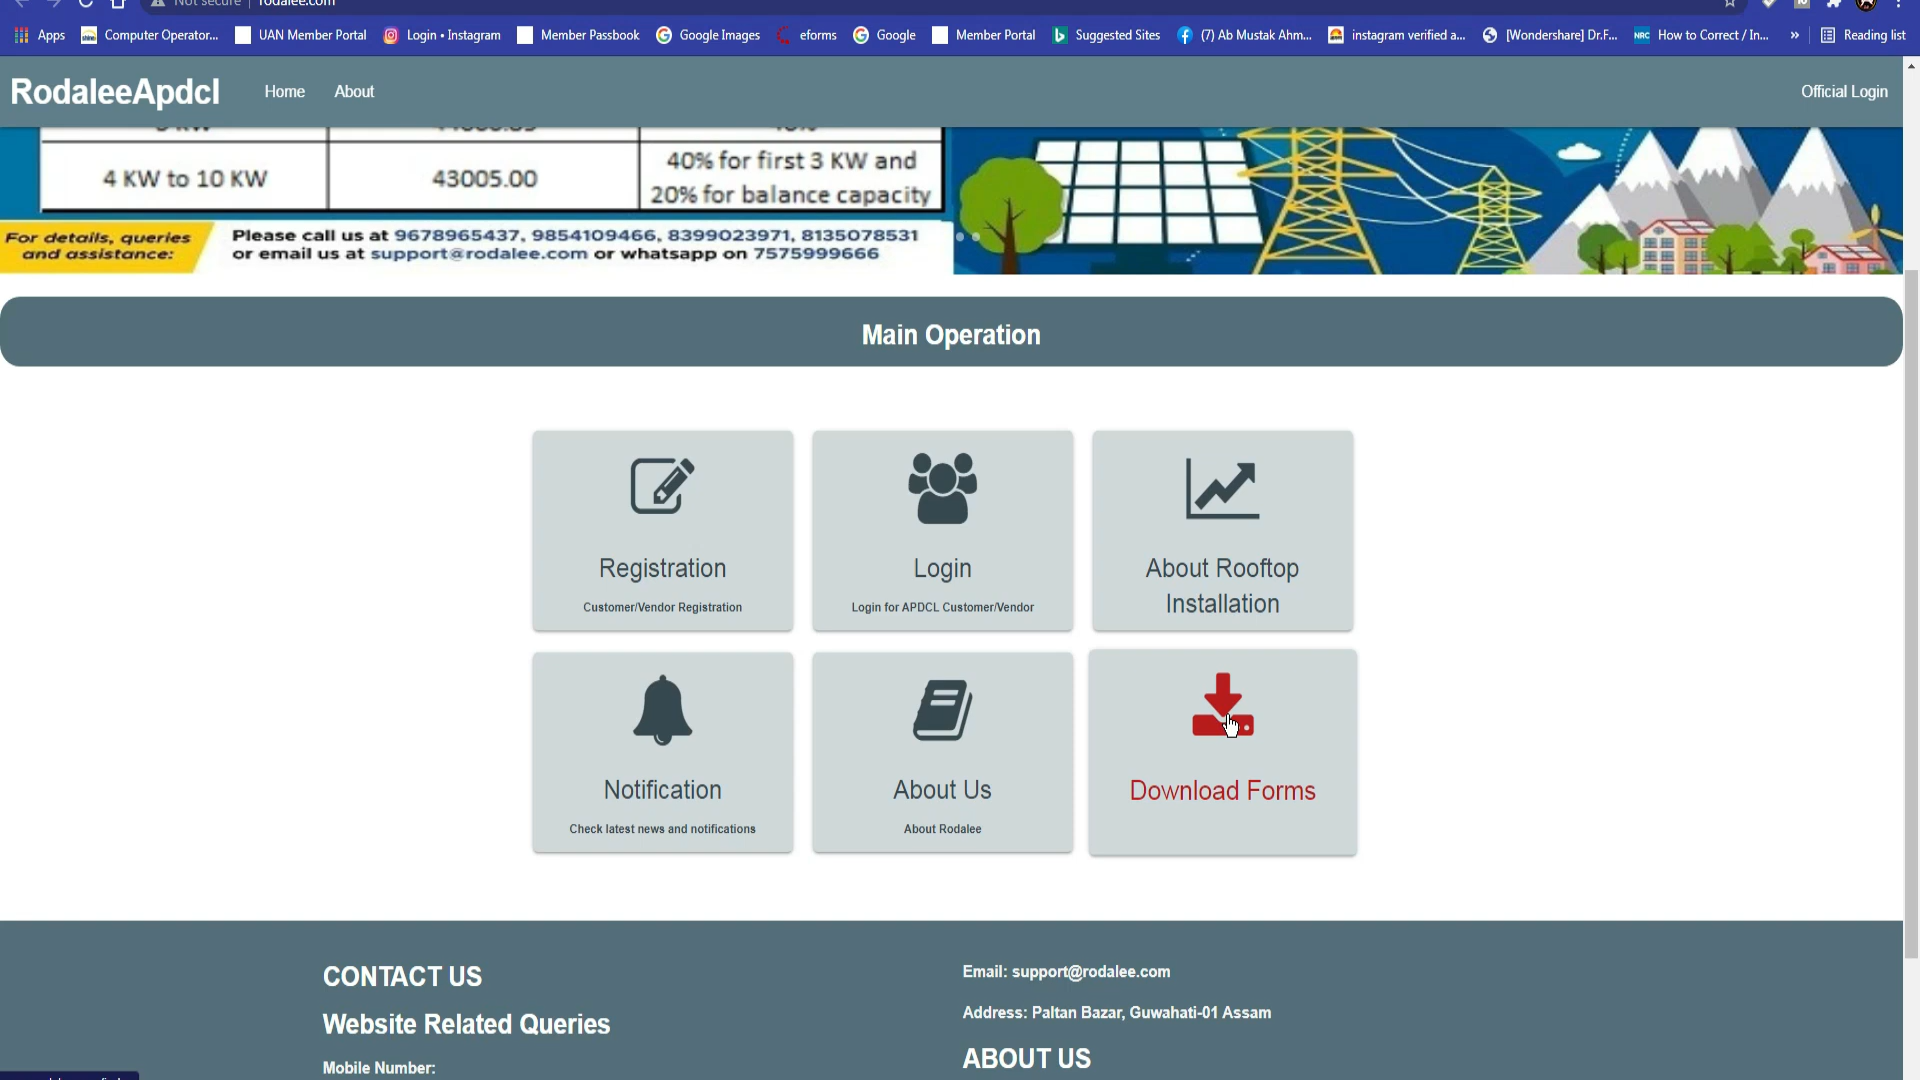 Not secure | rodalee.com
Apps Computer Operator... UAN Member Portal Login • Instagram Member Passbook Google Images eforms Google Member Portal Suggested Sites (7) Ab Mustak Ahm... instagram verified a... [Wondershare] Dr.F... NRC How to Correct / In... » Reading list
RodaleeApdcl Home About Official Login
4 KW to 10 KW 43005.00 40% for first 3 KW and
20% for balance capacity
For details, queries
and assistance:
Please call us at 9678965437, 9854109466, 8399023971, 8135078531
or email us at support@rodalee.com or whatsapp on 7575999666
Main Operation
Registration
Customer/Vendor Registration
Login
Login for APDCL Customer/Vendor
About Rooftop
Installation
Notification
Check latest news and notifications
About Us
About Rodalee
Download Forms
CONTACT US
Website Related Queries
Mobile Number:
Email: support@rodalee.com
Address: Paltan Bazar, Guwahati-01 Assam
ABOUT US